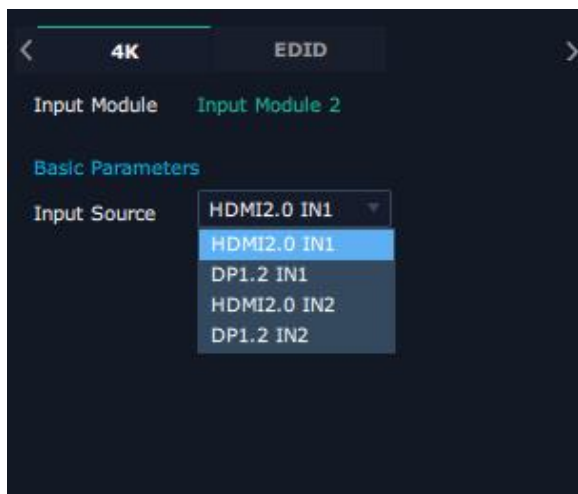 4K EDID
Input Module Input Module 2
Basic Parameters
Input Source HDMI2.0 IN1
HDMI2.0 IN1
DP1.2 IN1
HDMI2.0 IN2
DP1.2 IN2